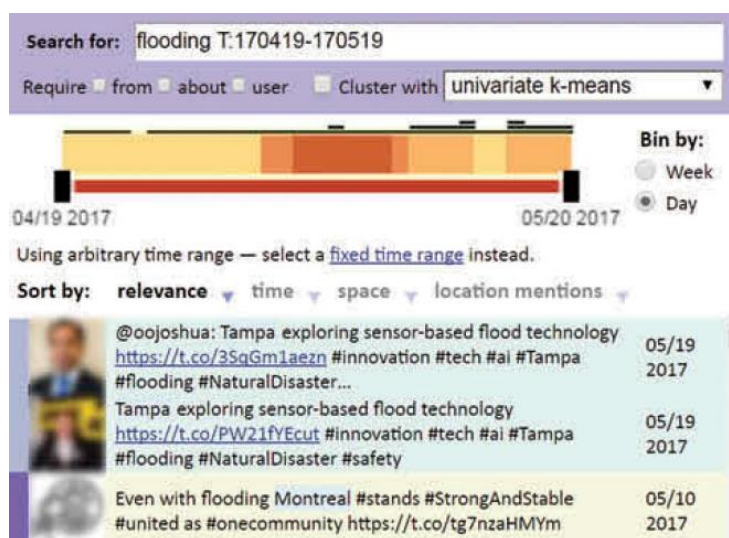 Search for: flooding T:170419-170519
Require from about user Cluster with univariate k-means
Bin by:
Week
Day
04/19 2017 05/20 2017
Using arbitrary time range — select a fixed time range instead.
Sort by: relevance time space location mentions
@oojoshua: Tampa exploring sensor-based flood technology
https://t.co/3SqGm1aezn #innovation #tech #ai #Tampa
#flooding #NaturalDisaster...
05/19
2017
Tampa exploring sensor-based flood technology
https://t.co/PW21fYEcut #innovation #tech #ai #Tampa
#flooding #NaturalDisaster #safety
05/19
2017
Even with flooding Montreal #stands #StrongAndStable
#united as #onecommunity https://t.co/tg7nzaHMYm
05/10
2017